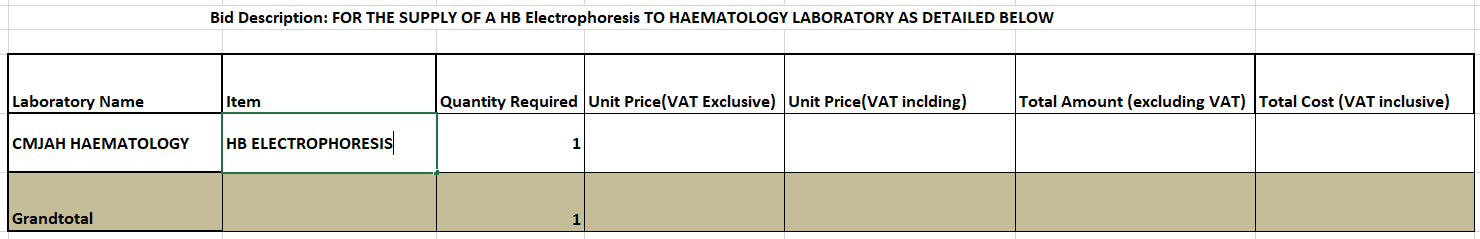 Bid Description: FOR THE SUPPLY OF A HB Electrophoresis TO HAEMATOLOGY LABORATORY AS DETAILED BELOW
Laboratory Name Item Quantity Required Unit Price(VAT Exclusive) Unit Price(VAT inclding) Total Amount (excluding VAT) Total Cost (VAT inclusive)
CMJAH HAEMATOLOGY HB ELECTROPHORESIS 1
Grandtotal 1